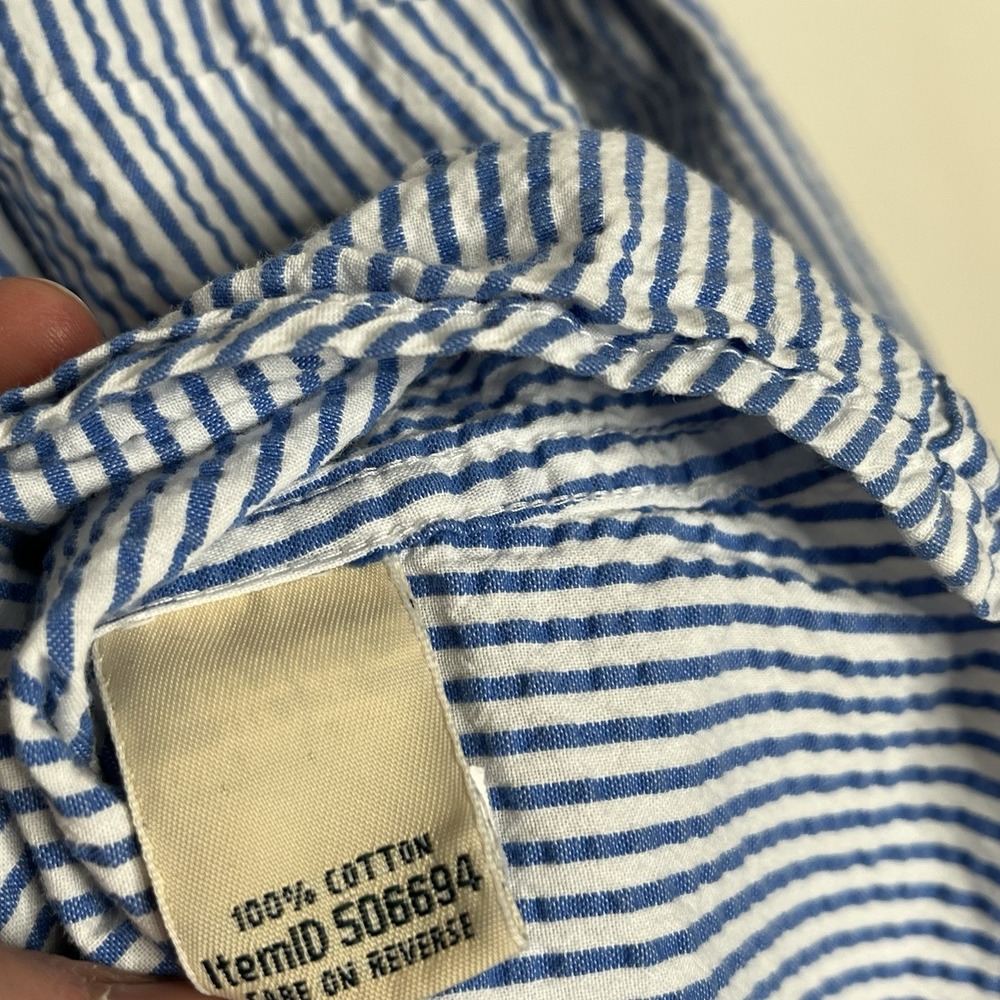 100% COTTON
ItemID 506694
CARE ON REVERSE